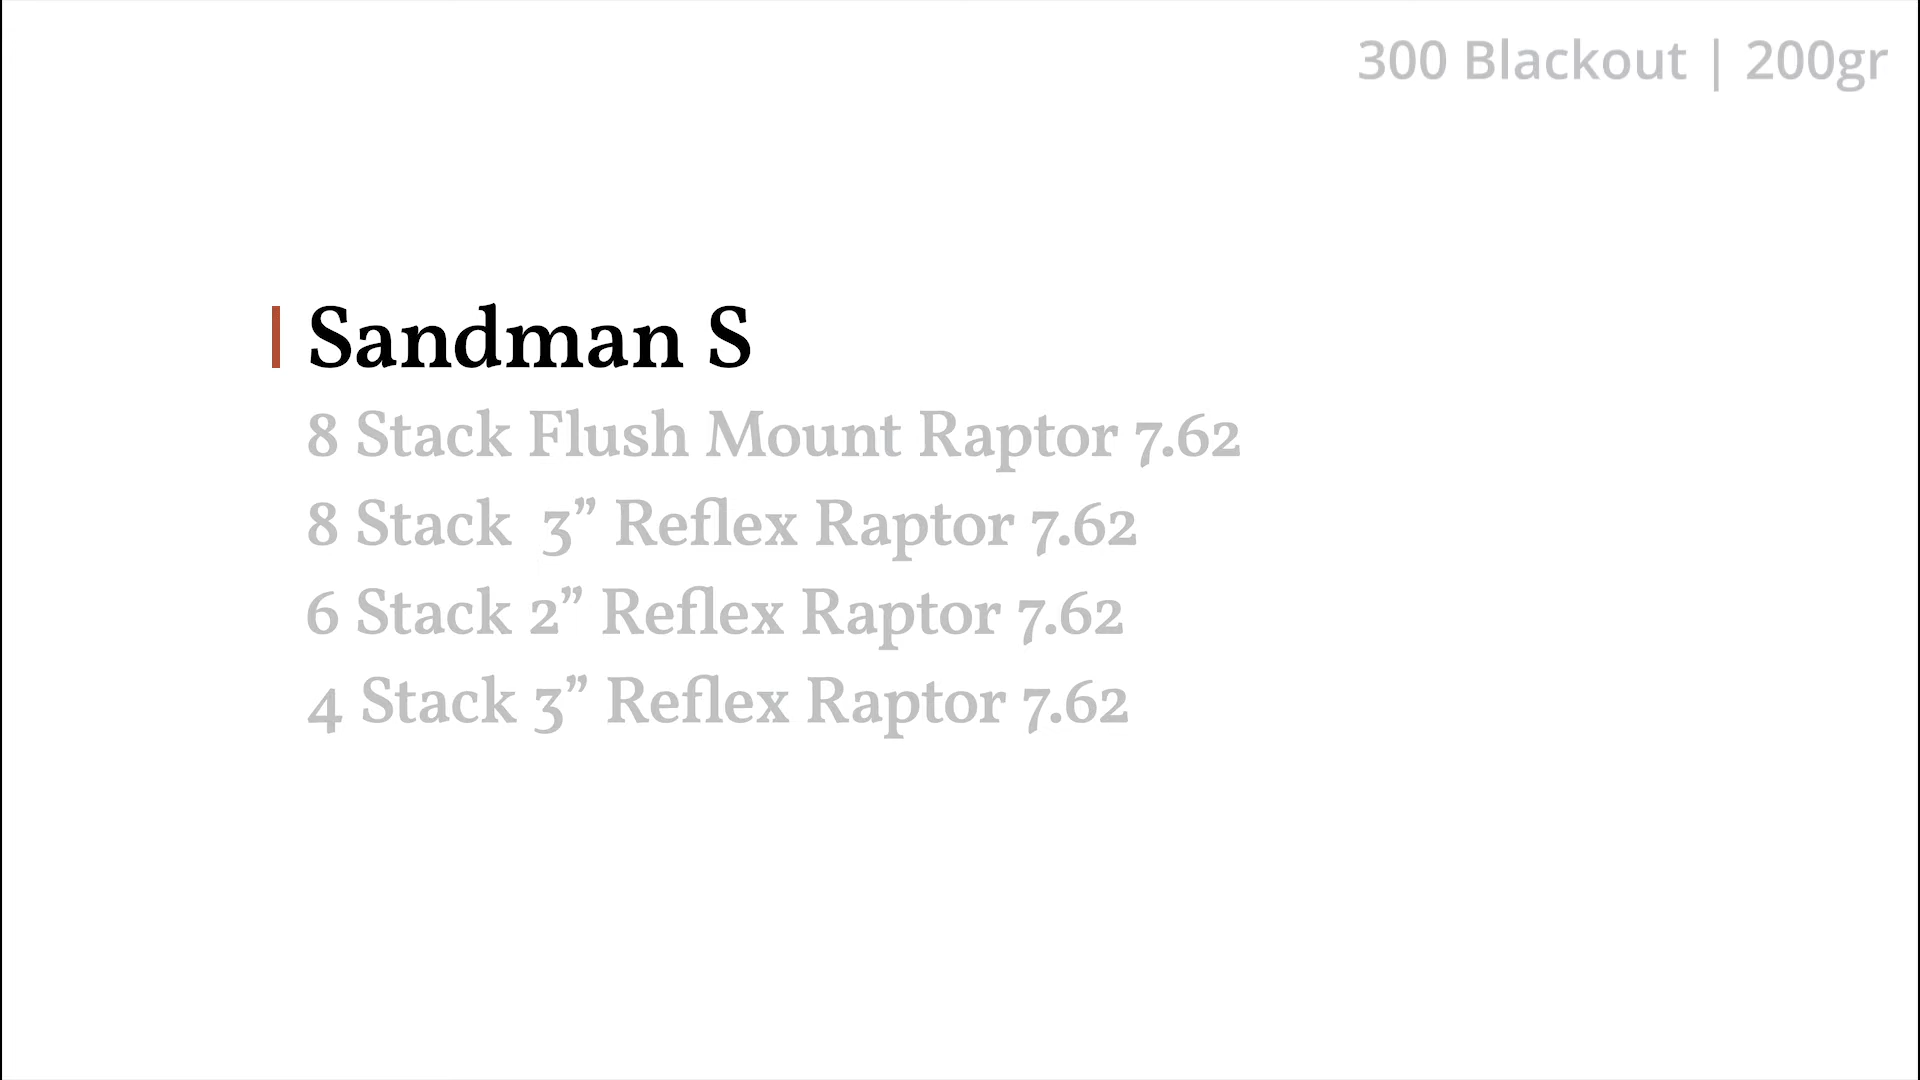 300 Blackout | 200gr
Sandman S
8 Stack Flush Mount Raptor 7.62
8 Stack  3” Reflex Raptor 7.62
6 Stack 2” Reflex Raptor 7.62
4 Stack 3” Reflex Raptor 7.62